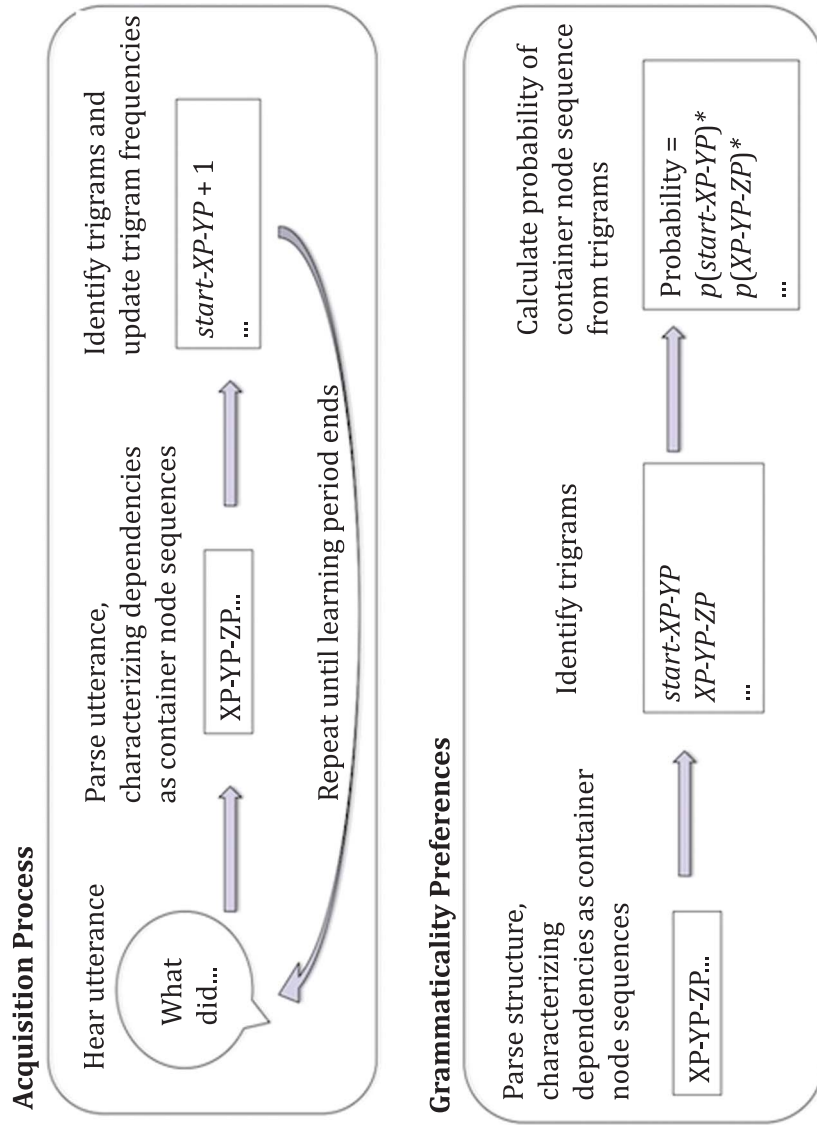 Acquisition Process
Hear utterance
What
did...
Parse utterance,
characterizing dependencies
as container node sequences
XP-YP-ZP...
Identify trigrams and
update trigram frequencies
start-XP-YP + 1
...
Repeat until learning period ends
Grammaticality Preferences
Parse structure,
characterizing
dependencies as container
node sequences
XP-YP-ZP...
Identify trigrams
start-XP-YP
XP-YP-ZP
...
Calculate probability of
container node sequence
from trigrams
Probability =
p(start-XP-YP)*
p(XP-YP-ZP)*
...